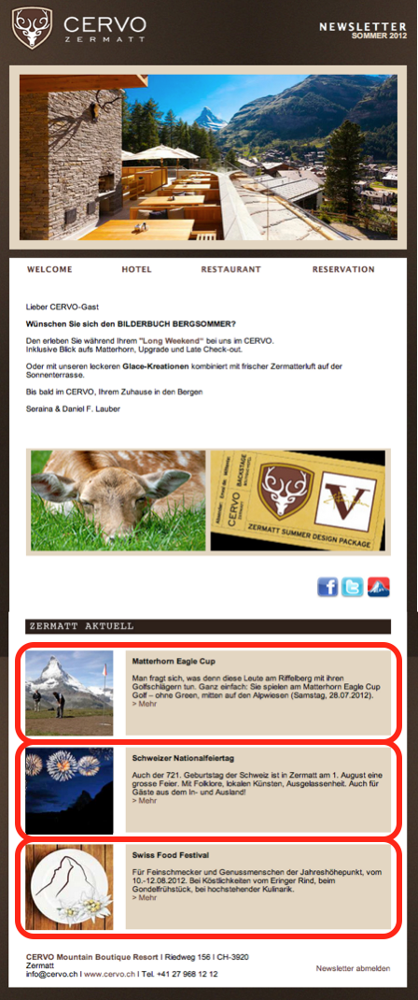 CERVO
ZERMATT
NEWSLETTER
SOMMER 2012
WELCOME
HOTEL
RESTAURANT
RESERVATION
Lieber CERVO-Gast
Wünschen Sie sich den BILDERBUCH BERGSOMMER?
Den erleben Sie während Ihrem "Long Weekend" bei uns im CERVO.
Inklusive Blick aufs Matterhorn, Upgrade und Late Check-out.
Oder mit unseren leckeren Glace-Kreationen kombiniert mit frischer Zermatterluft auf der
Sonnenterrasse.
Bis bald im CERVO, Ihrem Zuhause in den Bergen
Seraina & Daniel F. Lauber
CERVO
BACKSTAGE
V
ZERMATT SUMMER DESIGN PACKAGE
ZERMATT AKTUELL
Matterhorn Eagle Cup
Man fragt sich, was denn diese Leute am Riffelberg mit ihren
Golfschlägern tun. Ganz einfach: Sie spielen am Matterhorn Eagle Cup
Golf – ohne Green, mitten auf den Alpwiesen (Samstag, 28.07.2012).
> Mehr
Schweizer Nationalfeiertag
Auch der 721. Geburtstag der Schweiz ist in Zermatt am 1. August eine
grosse Feier. Mit Folklore, lokalen Künsten, Ausgelassenheit. Auch für
Gäste aus dem In- und Ausland!
> Mehr
Swiss Food Festival
Für Feinschmecker und Genussmenschen der Jahreshöhepunkt, vom
10.-12.08.2012. Bei Köstlichkeiten vom Eringer Rind, beim
Gondelfrühstück, bei hochstehender Kulinarik.
> Mehr
CERVO Mountain Boutique Resort I Riedweg 156 I CH-3920
Zermatt
info@cervo.ch I www.cervo.ch I Tel. +41 27 968 12 12
Newsletter abmelden